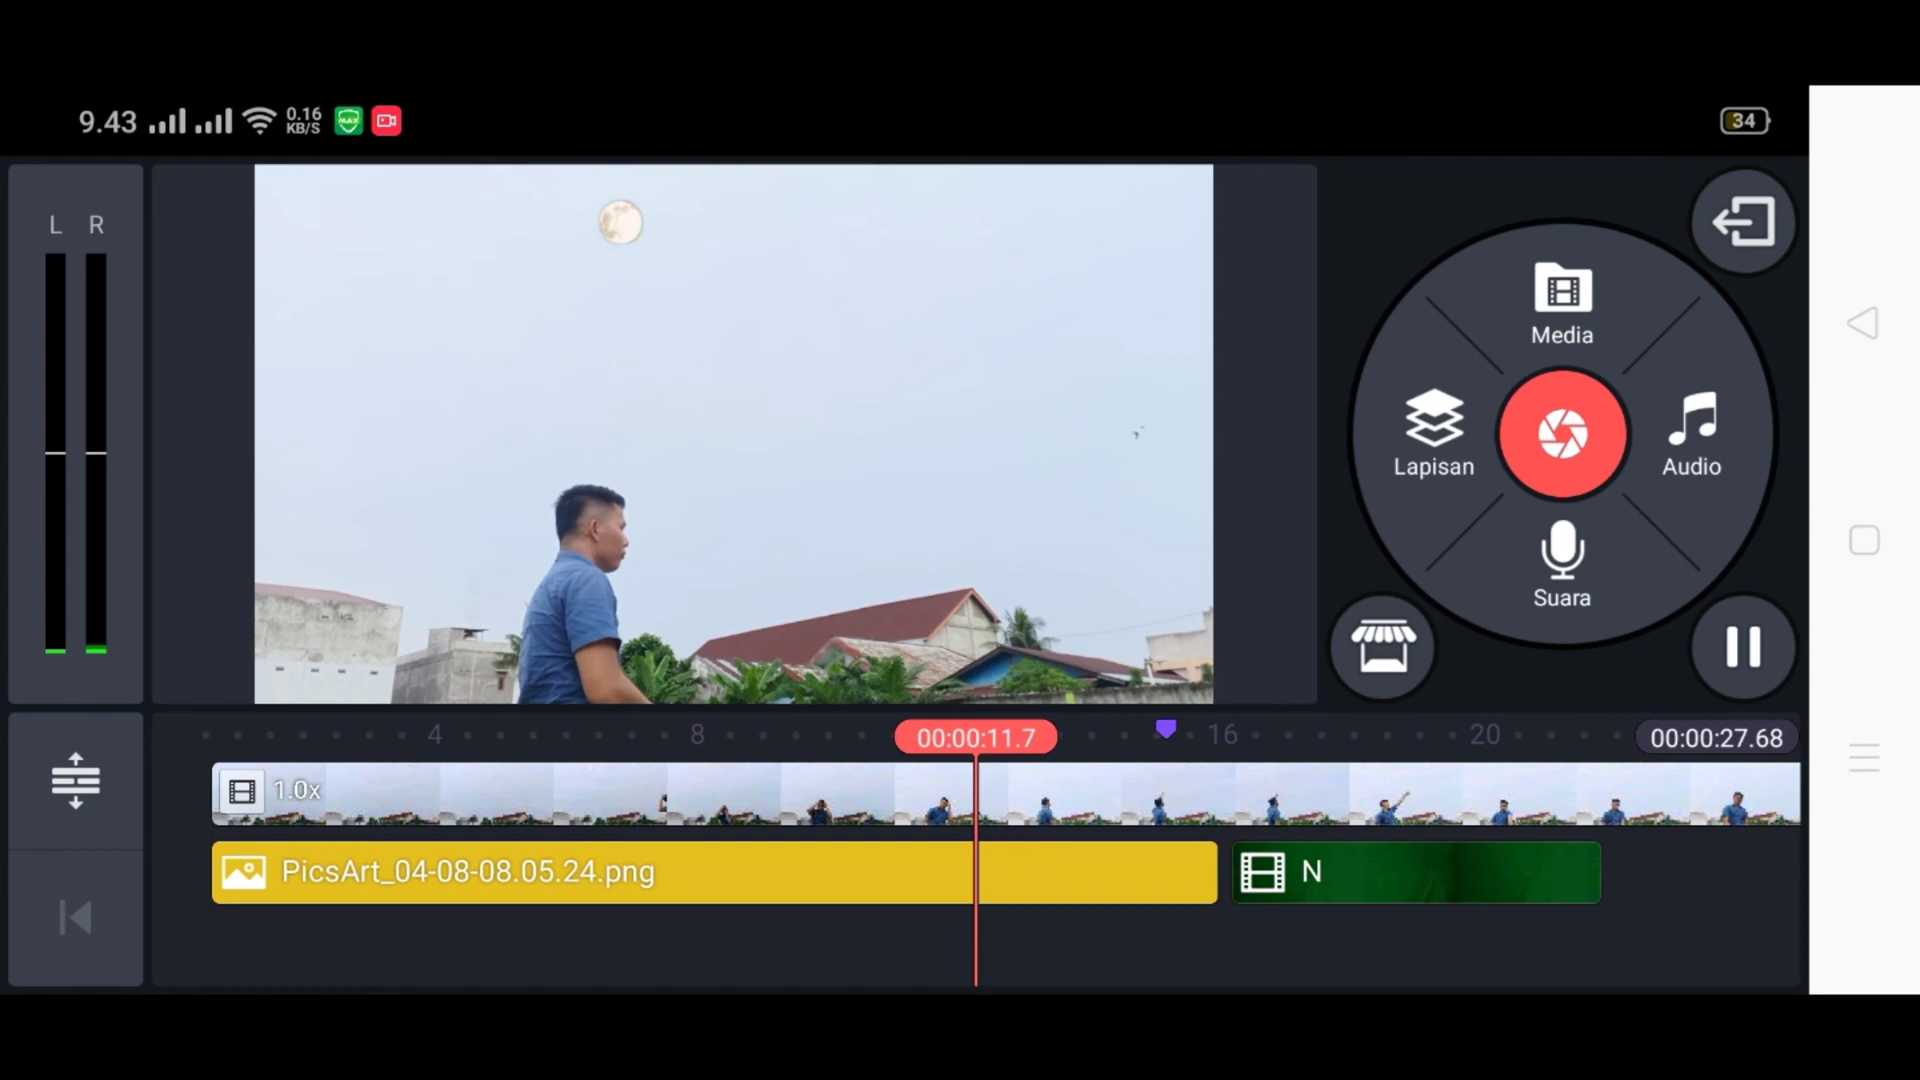 9.43
0.16
KB/S
MAX
34
L R
Media
Lapisan
Audio
Suara
4 8 00:00:11.7 16 20 00:00:27.68
1.0x
PicsArt_04-08-08.05.24.png
N